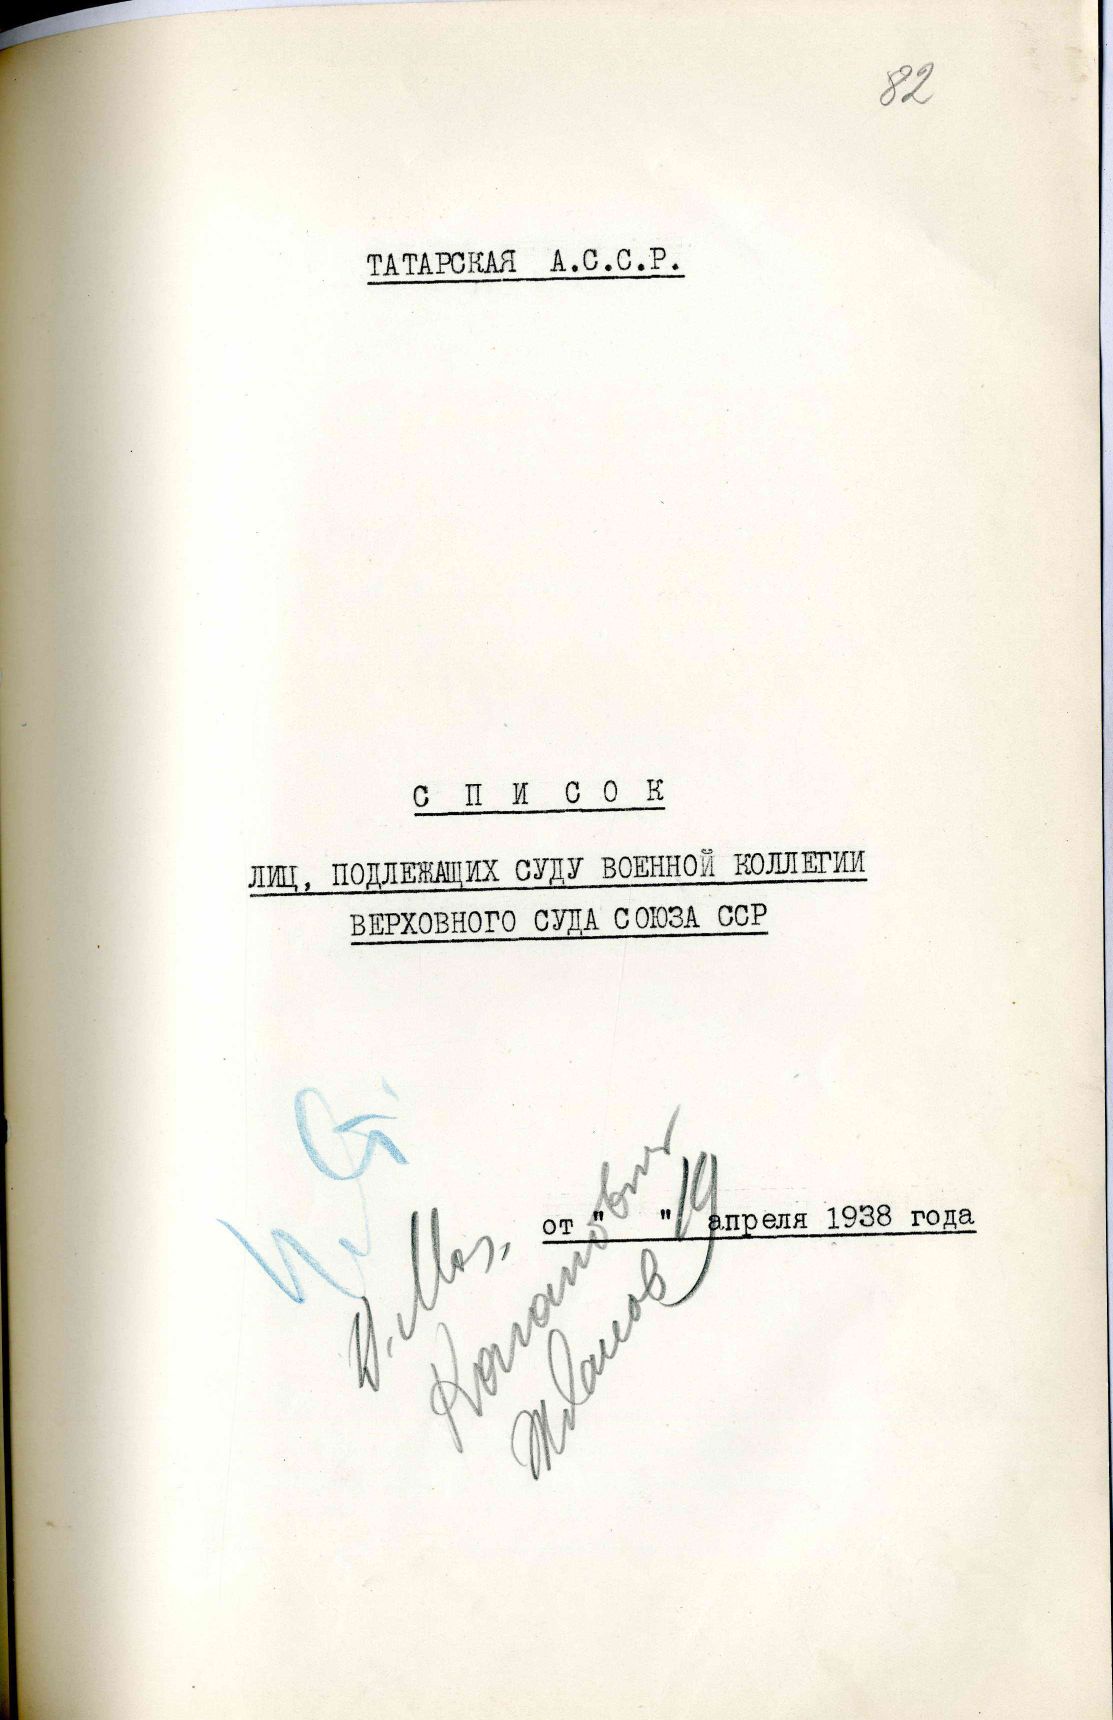 82
ТАТАРСКАЯ А.С.С.Р.
С П И С О К
ЛИЦ, ПОДЛЕЖАЩИХ СУДУ ВОЕННОЙ КОЛЛЕГИИ
ВЕРХОВНОГО СУДА СОЮЗА ССР
от " " 19 апреля 1938 года
И. Ст.
В. Мол.
Каганович
Жданов